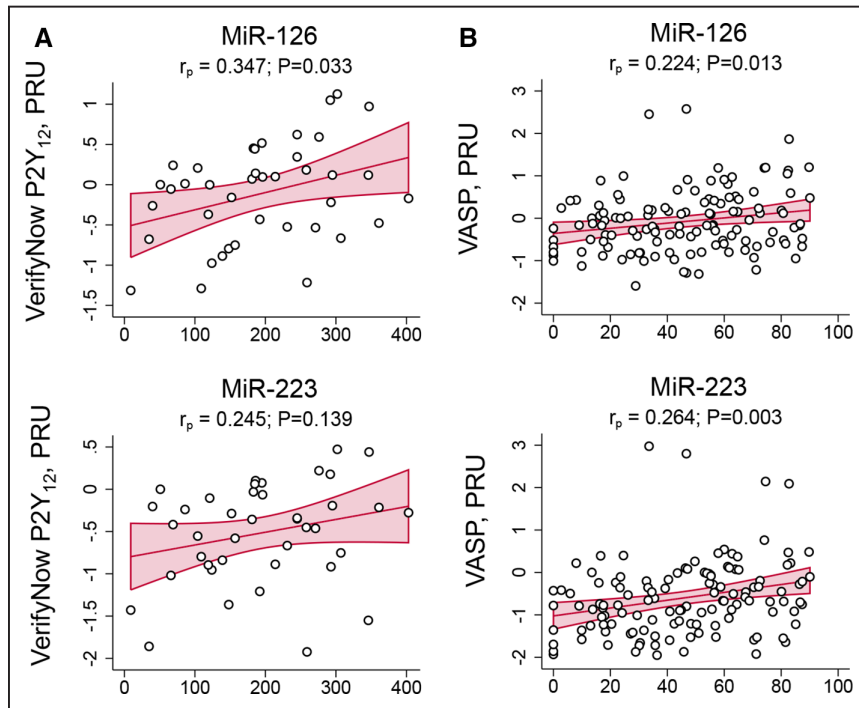 A
MiR-126
rp = 0.347; P=0.033
VerifyNow P2Y12, PRU
1
.5
0
-.5
-1
-1.5
0 100 200 300 400
B
MiR-126
rp = 0.224; P=0.013
VASP, PRU
3
2
1
0
-1
-2
0 20 40 60 80 100
MiR-223
rp = 0.245; P=0.139
VerifyNow P2Y12, PRU
.5
0
-.5
-1
-1.5
-2
0 100 200 300 400
MiR-223
rp = 0.264; P=0.003
VASP, PRU
3
2
1
0
-1
-2
0 20 40 60 80 100